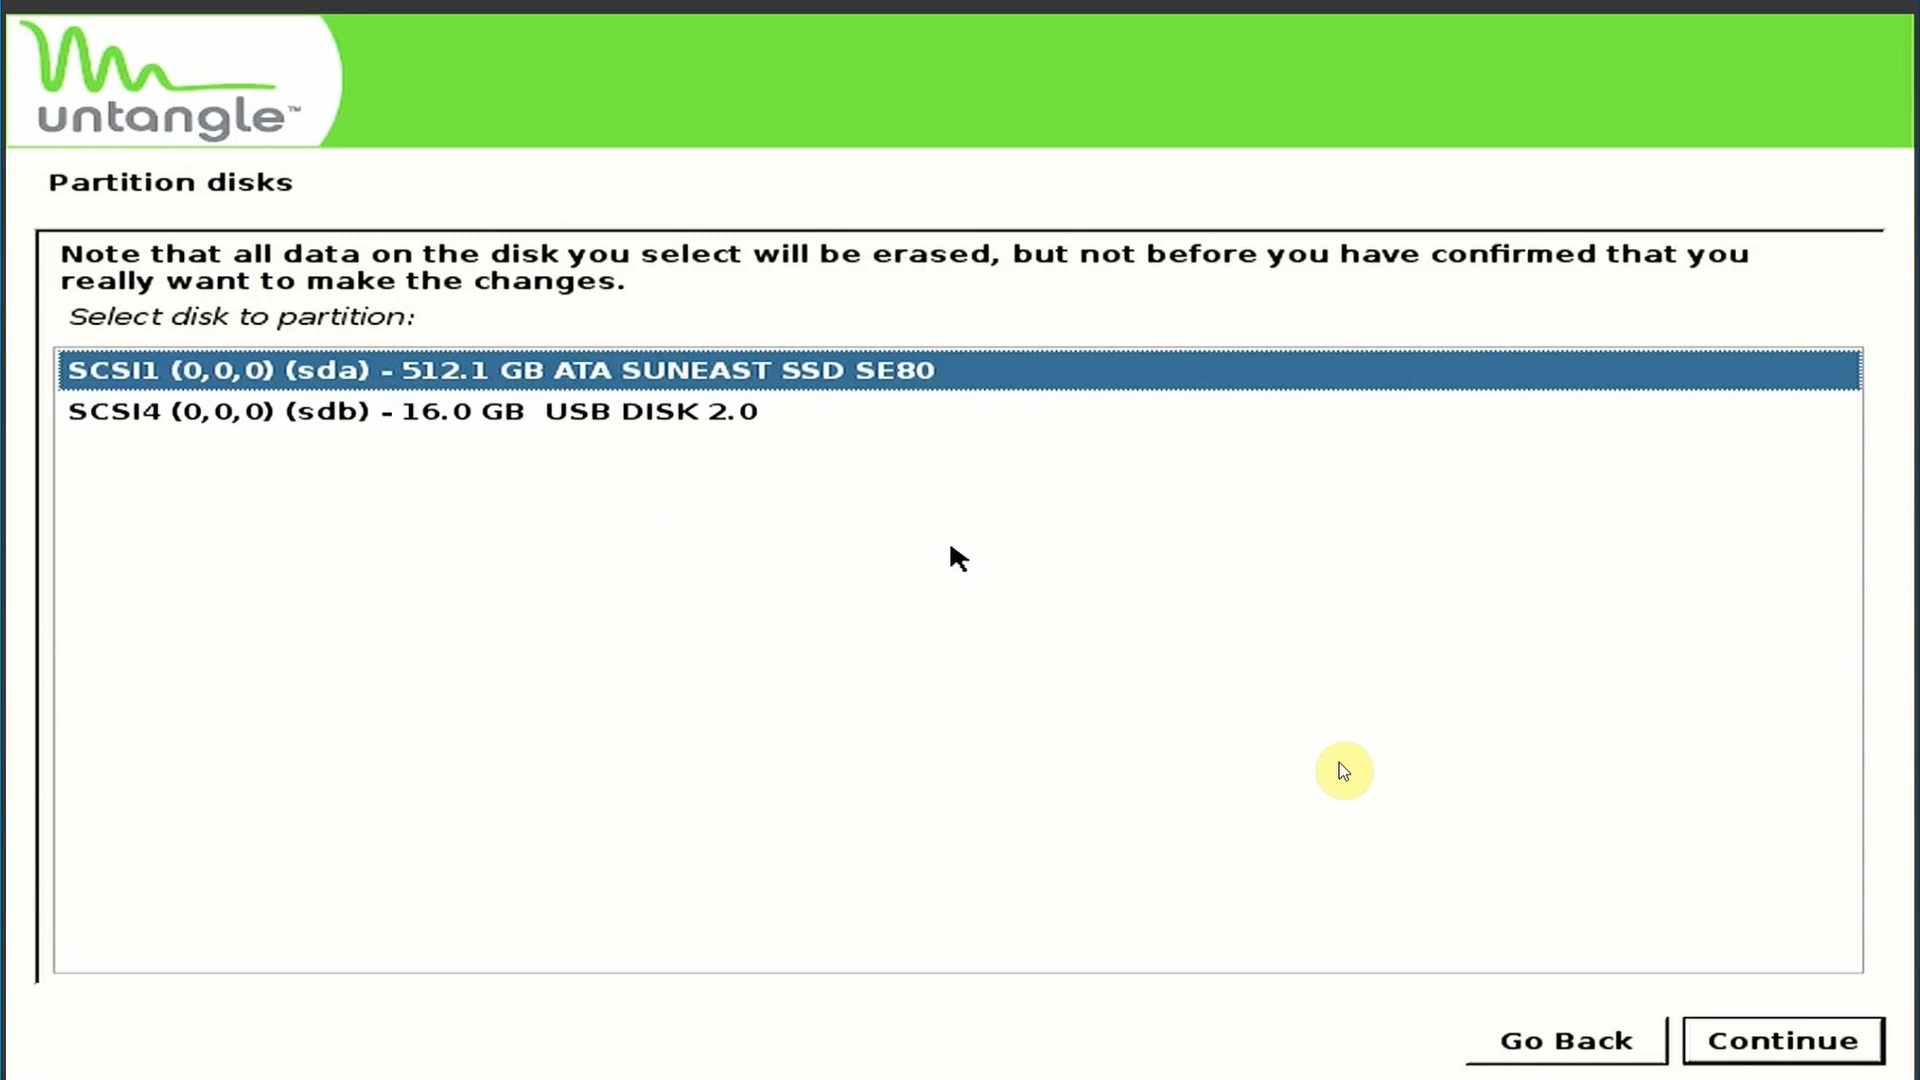 untangle™
Partition disks
Note that all data on the disk you select will be erased, but not before you have confirmed that you
really want to make the changes.
Select disk to partition:
SCSI1 (0,0,0) (sda) - 512.1 GB ATA SUNEAST SSD SE80
SCSI4 (0,0,0) (sdb) - 16.0 GB  USB DISK 2.0
Go Back
Continue